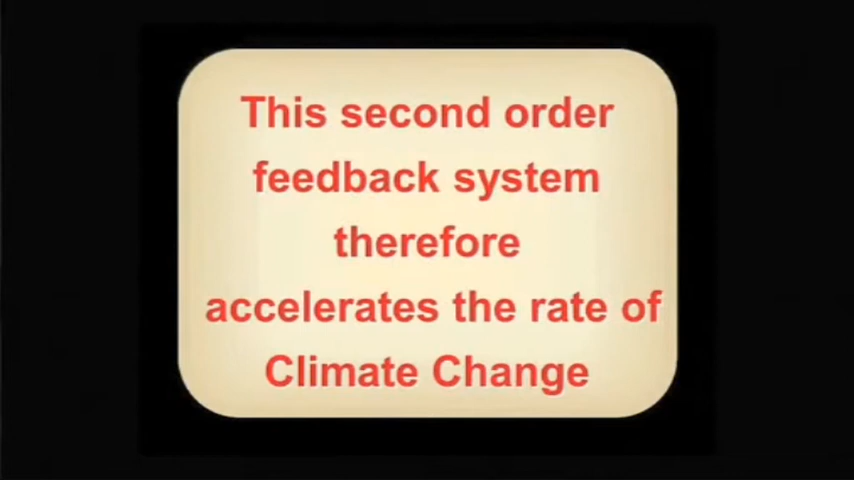 This second order
feedback system
therefore
accelerates the rate of
Climate Change